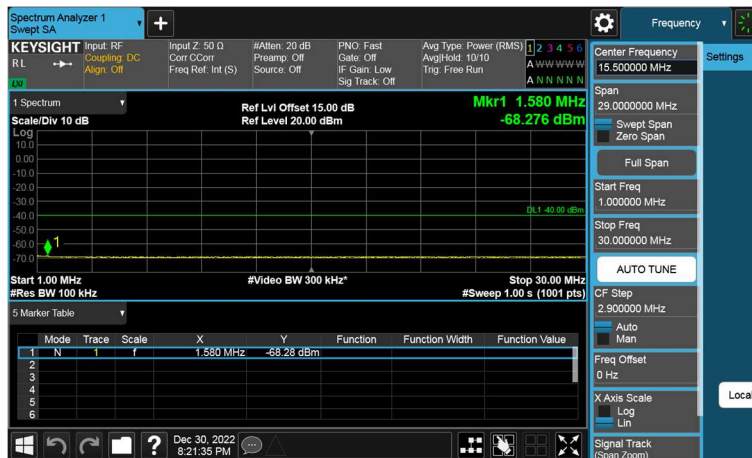 Spectrum Analyzer 1
Swept SA
Frequency
KEYSIGHT
RL
LXI
Input: RF
Coupling: DC
Align: Off
Input Z: 50 Ω
Corr CCorr
Freq Ref: Int (S)
#Atten: 20 dB
Preamp: Off
Source: Off
PNO: Fast
Gate: Off
IF Gain: Low
Sig Track: Off
Avg Type: Power (RMS)
Avg|Hold: 10/10
Trig: Free Run
1 2 3 4 5 6
A W W W W W
A N N N N N
1 Spectrum
Scale/Div 10 dB
Ref Lvl Offset 15.00 dB
Ref Level 20.00 dBm
Mkr1 1.580 MHz
-68.276 dBm
Log
10.0
0.00
-10.0
-20.0
-30.0
-40.0
-50.0
-60.0
-70.0
DL1 -40.00 dBm
1
Start 1.00 MHz
#Video BW 300 kHz*
Stop 30.00 MHz
#Res BW 100 kHz
#Sweep 1.00 s (1001 pts)
5 Marker Table
Mode Trace Scale X Y Function Function Width Function Value
1 N 1 f 1.580 MHz -68.28 dBm
2
3
4
5
6
Dec 30, 2022
8:21:35 PM
Center Frequency
15.500000 MHz
Settings
Span
29.0000000 MHz
Swept Span
Zero Span
Full Span
Start Freq
1.000000 MHz
Stop Freq
30.000000 MHz
AUTO TUNE
CF Step
2.900000 MHz
Auto
Man
Freq Offset
0 Hz
X Axis Scale
Log
Lin
Local
Signal Track
(Span Zoom)